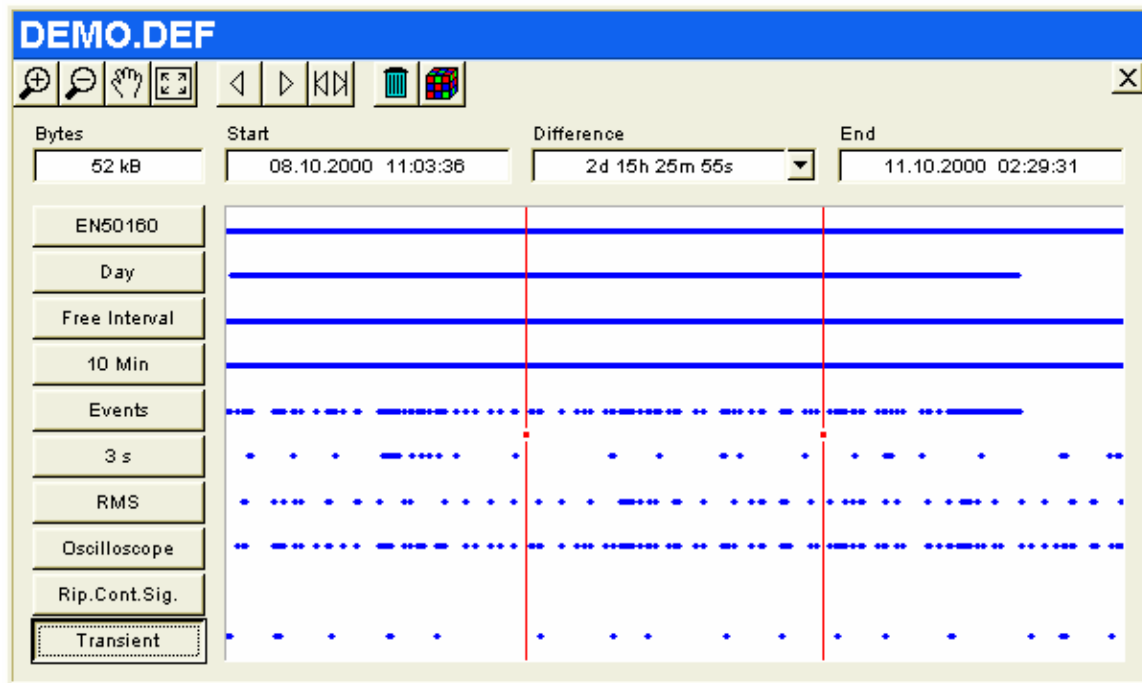 DEMO.DEF
Bytes Start Difference End
52 kB 08.10.2000 11:03:36 2d 15h 25m 55s 11.10.2000 02:29:31
EN50160
Day
Free Interval
10 Min
Events
3 s
RMS
Oscilloscope
Rip.Cont.Sig.
Transient